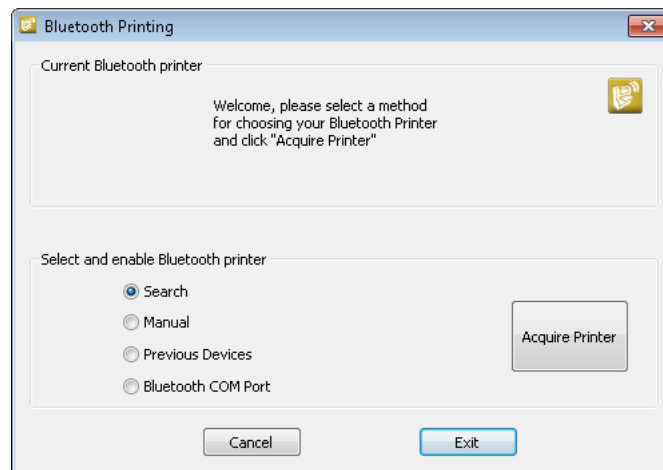 Bluetooth Printing
Current Bluetooth printer
Welcome, please select a method
for choosing your Bluetooth Printer
and click "Acquire Printer"
Select and enable Bluetooth printer
Search
Manual
Previous Devices
Bluetooth COM Port
Acquire Printer
Cancel
Exit